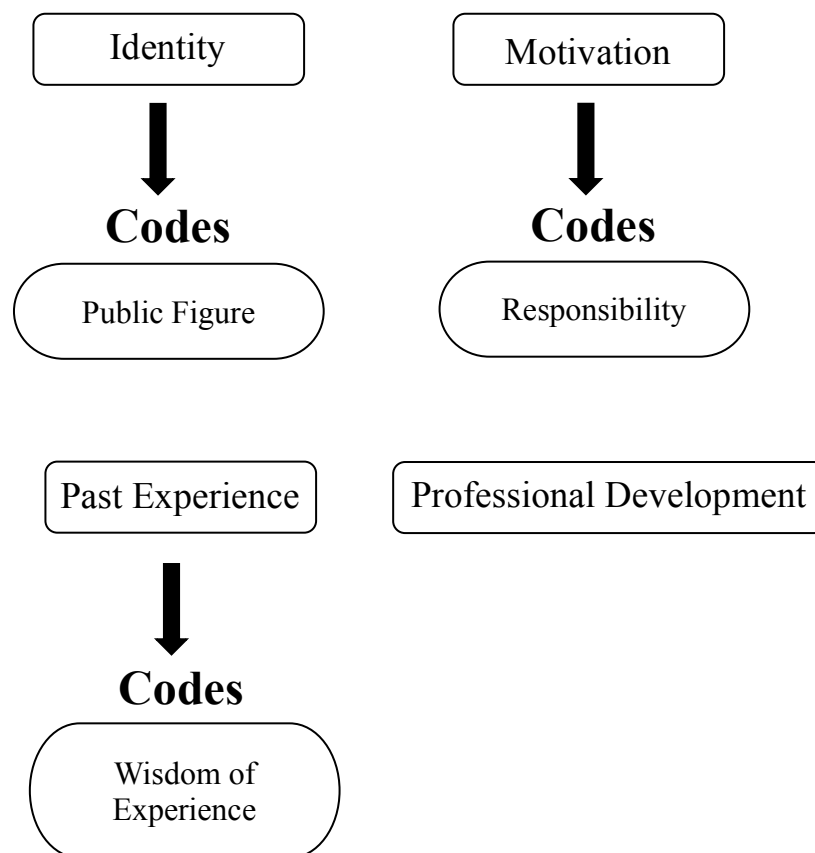 Identity
Motivation
Codes
Codes
Public Figure
Responsibility
Past Experience
Professional Development
Codes
Wisdom of
Experience